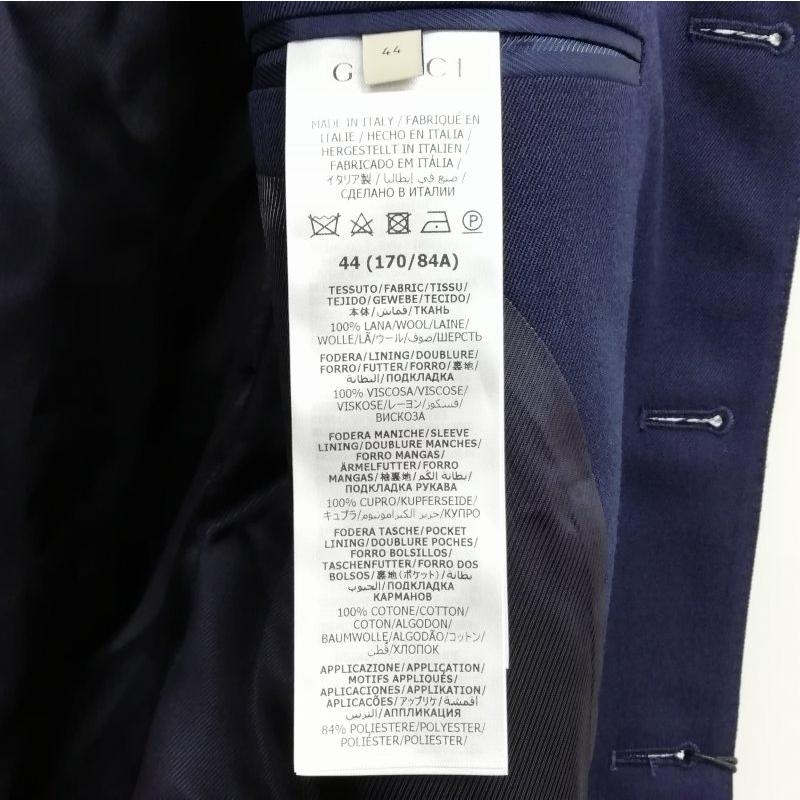 44
G CI
MADE IN ITALY / FABRIQUÉ EN
ITALIE / HECHO EN ITALIA /
HERGESTELLT IN ITALIEN /
FABRICADO EM ITÁLIA /
イタリア製 / صنع في إيطاليا /
СДЕЛАНО В ИТАЛИИ
P
44 (170/84A)
TESSUTO/FABRIC/TISSU/
TEJIDO/GEWEBE/TECIDO/
本体/قماش/ТКАНЬ
100% LANA/WOOL/LAINE/
WOLLE/LÃ/ウール/صوف/ШЕРСТЬ
FODERA/LINING/DOUBLURE/
FORRO/FUTTER/FORRO/裏地/
البطانة/ПОДКЛАДКА
100% VISCOSA/VISCOSE/
VISKOSE/レーヨン/فسكوز/
ВИСКОЗА
FODERA MANICHE/SLEEVE
LINING/DOUBLURE MANCHES/
FORRO MANGAS/
ÄRMELFUTTER/FORRO
MANGAS/袖裏地/بطانة الكم/
ПОДКЛАДКА РУКАВА
100% CUPRO/KUPFERSEIDE/
キュプラ/حرير الكبرامونيوم/КУПРО
FODERA TASCHE/POCKET
LINING/DOUBLURE POCHES/
FORRO BOLSILLOS/
TASCHENFUTTER/FORRO DOS
BOLSOS/裏地(ポケット)/بطانة
الجيوب/ПОДКЛАДКА
КАРМАНОВ
100% COTONE/COTTON/
COTON/ALGODON/
BAUMWOLLE/ALGODÃO/コットン/
قطن/ХЛОПОК
APPLICAZIONE/APPLICATION/
MOTIFS APPLIQUÉS/
APLICACIONES/APPLIKATION/
APLICACÕES/アップリケ/أقمشة
التزيين/АППЛИКАЦИЯ
84% POLIESTERE/POLYESTER/
POLIÉSTER/POLIESTER/